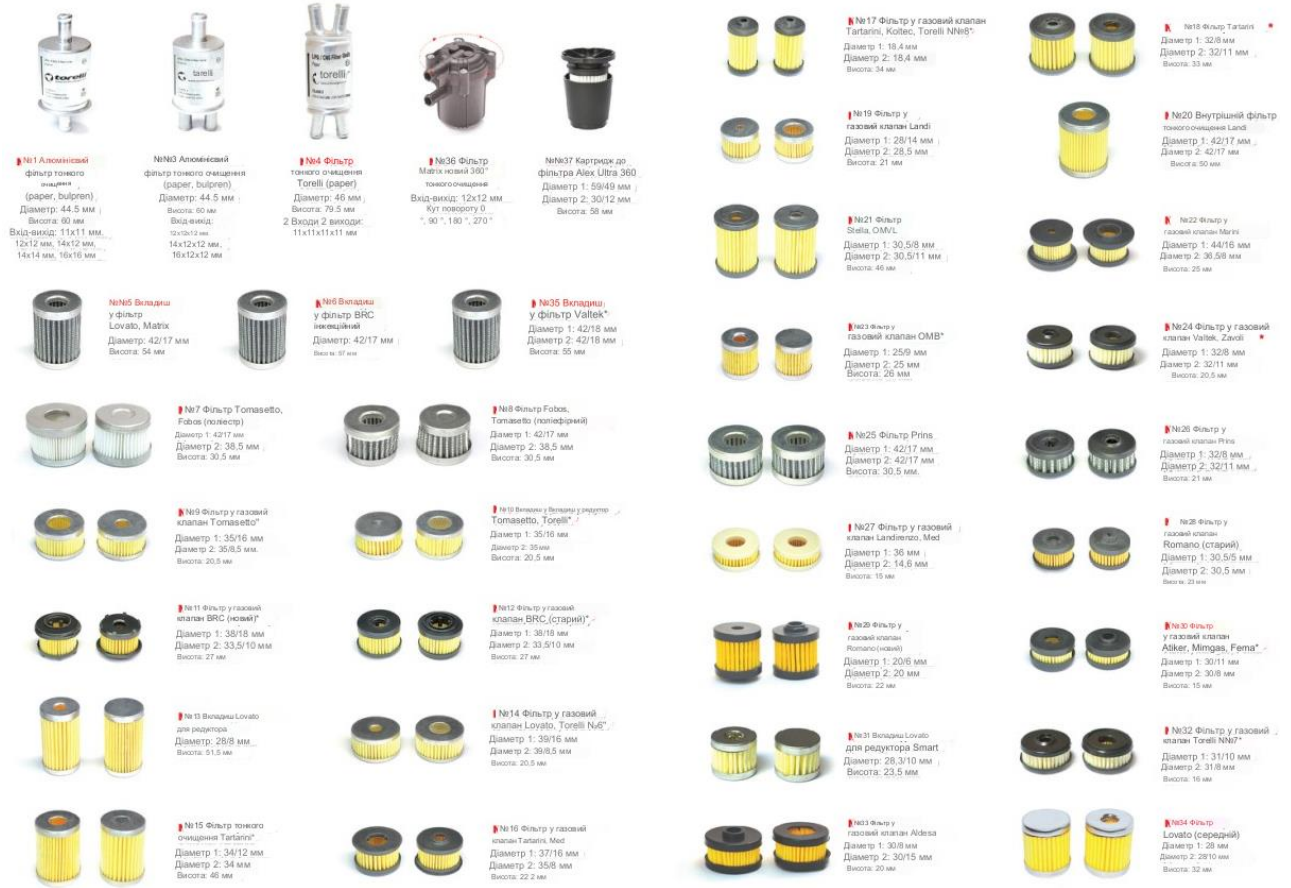 torelli
torelli
torelli
№1 Алюмінієвий
фільтр тонкого
очищення
(paper, bulpren)
Діаметр: 44.5 мм
Висота: 60 мм
Вхід-вихід: 11x11 мм.
12x12 мм, 14x12 мм,
14x14 мм, 16x16 мм
№№3 Алюмінієвий
фільтр тонкого очищення
(paper, bulpren)
Діаметр: 44.5 мм
Висота: 60 мм
Вхід-вихід:
12x12x12 мм
14x12x12 мм
16x12x12 мм
№4 Фільтр
тонкого очищення
Torelli (paper)
Діаметр: 46 мм
Висота: 79.5 мм
2 Входи 2 виходи:
11x11x11x11 мм
№36 Фільтр
Matrix новий 360°
тонкого очищення
Вхід-вихід: 12x12 мм
Кут повороту 0
°, 90 °, 180 °, 270 °
№№37 Картридж до
фільтра Alex Ultra 360
Діаметр 1: 59/49 мм
Діаметр 2: 30/12 мм
Висота: 58 мм
№№5 Вкладиш
у фільтр
Lovato, Matrix
Діаметр: 42/17 мм
Висота: 54 мм
№6 Вкладиш
у фільтр BRC
інжекційний
Діаметр: 42/17 мм
Висота: 67 мм
№35 Вкладиш
у фільтр Valtek*
Діаметр 1: 42/18 мм
Діаметр 2: 42/18 мм
Висота: 55 мм
№7 Фільтр Tomasetto,
Fobos (поліестр)
Діаметр 1: 42/17 мм
Діаметр 2: 38,5 мм
Висота: 30,5 мм
№8 Фільтр Fobos,
Tomasetto (поліефірний)
Діаметр 1: 42/17 мм
Діаметр 2: 38,5 мм
Висота: 30,5 мм
№9 Фільтр у газовий
клапан Tomasetto*
Діаметр 1: 35/16 мм
Діаметр 2: 35/8,5 мм.
Висота: 20,5 мм
№10 Вкладиш у Вкладиш у редуктор
Tomasetto, Torelli*
Діаметр 1: 35/16 мм
Діаметр 2: 35 мм
Висота: 20,5 мм
№11 Фільтр у газовий
клапан BRC (новий)*
Діаметр 1: 38/18 мм
Діаметр 2: 33,5/10 мм
Висота: 27 мм
№12 Фільтр у газовий
клапан BRC (старий)*
Діаметр 1: 38/18 мм
Діаметр 2: 33,5/10 мм
Висота: 27 мм
№13 Вкладиш Lovato
для редуктора
Діаметр: 28/8 мм
Висота: 51,5 мм
№14 Фільтр у газовий
клапан Lovato, Torelli №6*
Діаметр 1: 39/16 мм
Діаметр 2: 39/8,5 мм
Висота: 20,5 мм
№15 Фільтр тонкого
очищення Tartarini*
Діаметр 1: 34/12 мм
Діаметр 2: 34 мм
Висота: 46 мм
№16 Фільтр у газовий
клапан Tartarini, Med
Діаметр 1: 37/16 мм
Діаметр 2: 35/8 мм
Висота: 22 2 мм
№17 Фільтр у газовий клапан
Tartarini, Koltec, Torelli №№8*
Діаметр 1: 18,4 мм
Діаметр 2: 18,4 мм
Висота: 34 мм
№18 Фільтр Tartarini *
Діаметр 1: 32/8 мм
Діаметр 2: 32/11 мм
Висота: 33 мм
№19 Фільтр у
газовий клапан Landi
Діаметр 1: 28/14 мм
Діаметр 2: 28,5 мм
Висота: 21 мм
№20 Внутрішній фільтр
тонкого очищення Landi
Діаметр 1: 42/17 мм
Діаметр 2: 42/17 мм
Висота: 50 мм
№21 Фільтр
Stella, OMVL
Діаметр 1: 30,5/8 мм
Діаметр 2: 30,5/11 мм
Висота: 46 мм
№22 Фільтр у
газовий клапан Marini
Діаметр 1: 44/16 мм
Діаметр 2: 36,5/8 мм
Висота: 25 мм
№23 Фільтр у
газовий клапан OMB*
Діаметр 1: 25/9 мм
Діаметр 2: 25 мм
Висота: 26 мм
№24 Фільтр у газовий
клапан Valtek, Zavoli *
Діаметр 1: 32/8 мм
Діаметр 2: 32/11 мм
Висота: 20,5 мм
№25 Фільтр Prins
Діаметр 1: 42/17 мм
Діаметр 2: 42/17 мм
Висота: 30,5 мм.
№26 Фільтр у
газовий клапан Prins
Діаметр 1: 32/8 мм
Діаметр 2: 32/11 мм
Висота: 21 мм
№27 Фільтр у газовий
клапан Landirenzo, Med
Діаметр 1: 36 мм
Діаметр 2: 14,6 мм
Висота: 15 мм
№28 Фільтр у
газовий клапан
Romano (старий)
Діаметр 1: 30,5/5 мм
Діаметр 2: 30,5 мм
Висота: 23 мм
№29 Фільтр у
газовий клапан
Romano (новий)
Діаметр 1: 20/6 мм
Діаметр 2: 20 мм
Висота: 22 мм
№30 Фільтр
у газовий клапан
Atiker, Mimgas, Fema*
Діаметр 1: 30/11 мм
Діаметр 2: 30/8 мм
Висота: 15 мм
№31 Вкладиш Lovato
для редуктора Smart
Діаметр: 28,3/10 мм
Висота: 23,5 мм
№32 Фільтр у газовий
клапан Torelli №№7*
Діаметр 1: 31/10 мм
Діаметр 2: 31/8 мм
Висота: 16 мм
№33 Фільтр у
газовий клапан Aldesa
Діаметр 1: 30/8 мм
Діаметр 2: 30/15 мм
Висота: 20 мм
№34 Фільтр
Lovato (середній)
Діаметр 1: 28 мм
Діаметр 2: 28/10 мм
Висота: 32 мм